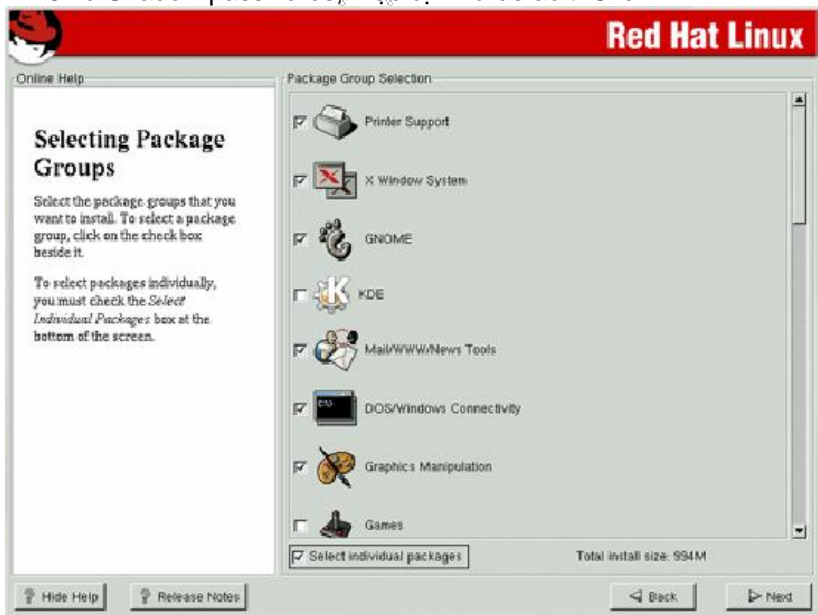 Red Hat Linux
Online Help
Selecting Package
Groups
Select the package groups that you
want to install. To select a package
group, click on the check box
beside it.
To select packages individually,
you must check the Select
Individual Packages box at the
bottom of the screen.
Package Group Selection
Printer Support
X Window System
GNOME
KDE
Mail/WWW/News Tools
DOS/Windows Connectivity
Graphics Manipulation
Games
Select individual packages
Total install size: 994M
Hide Help
Release Notes
Back
Next